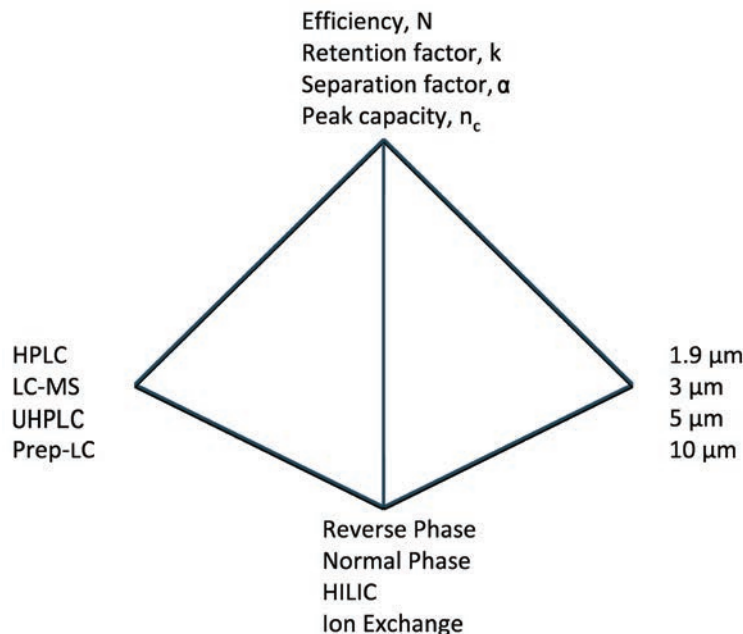 Efficiency, N
Retention factor, k
Separation factor, α
Peak capacity, nc
HPLC
LC-MS
UHPLC
Prep-LC
1.9 μm
3 μm
5 μm
10 μm
Reverse Phase
Normal Phase
HILIC
Ion Exchange